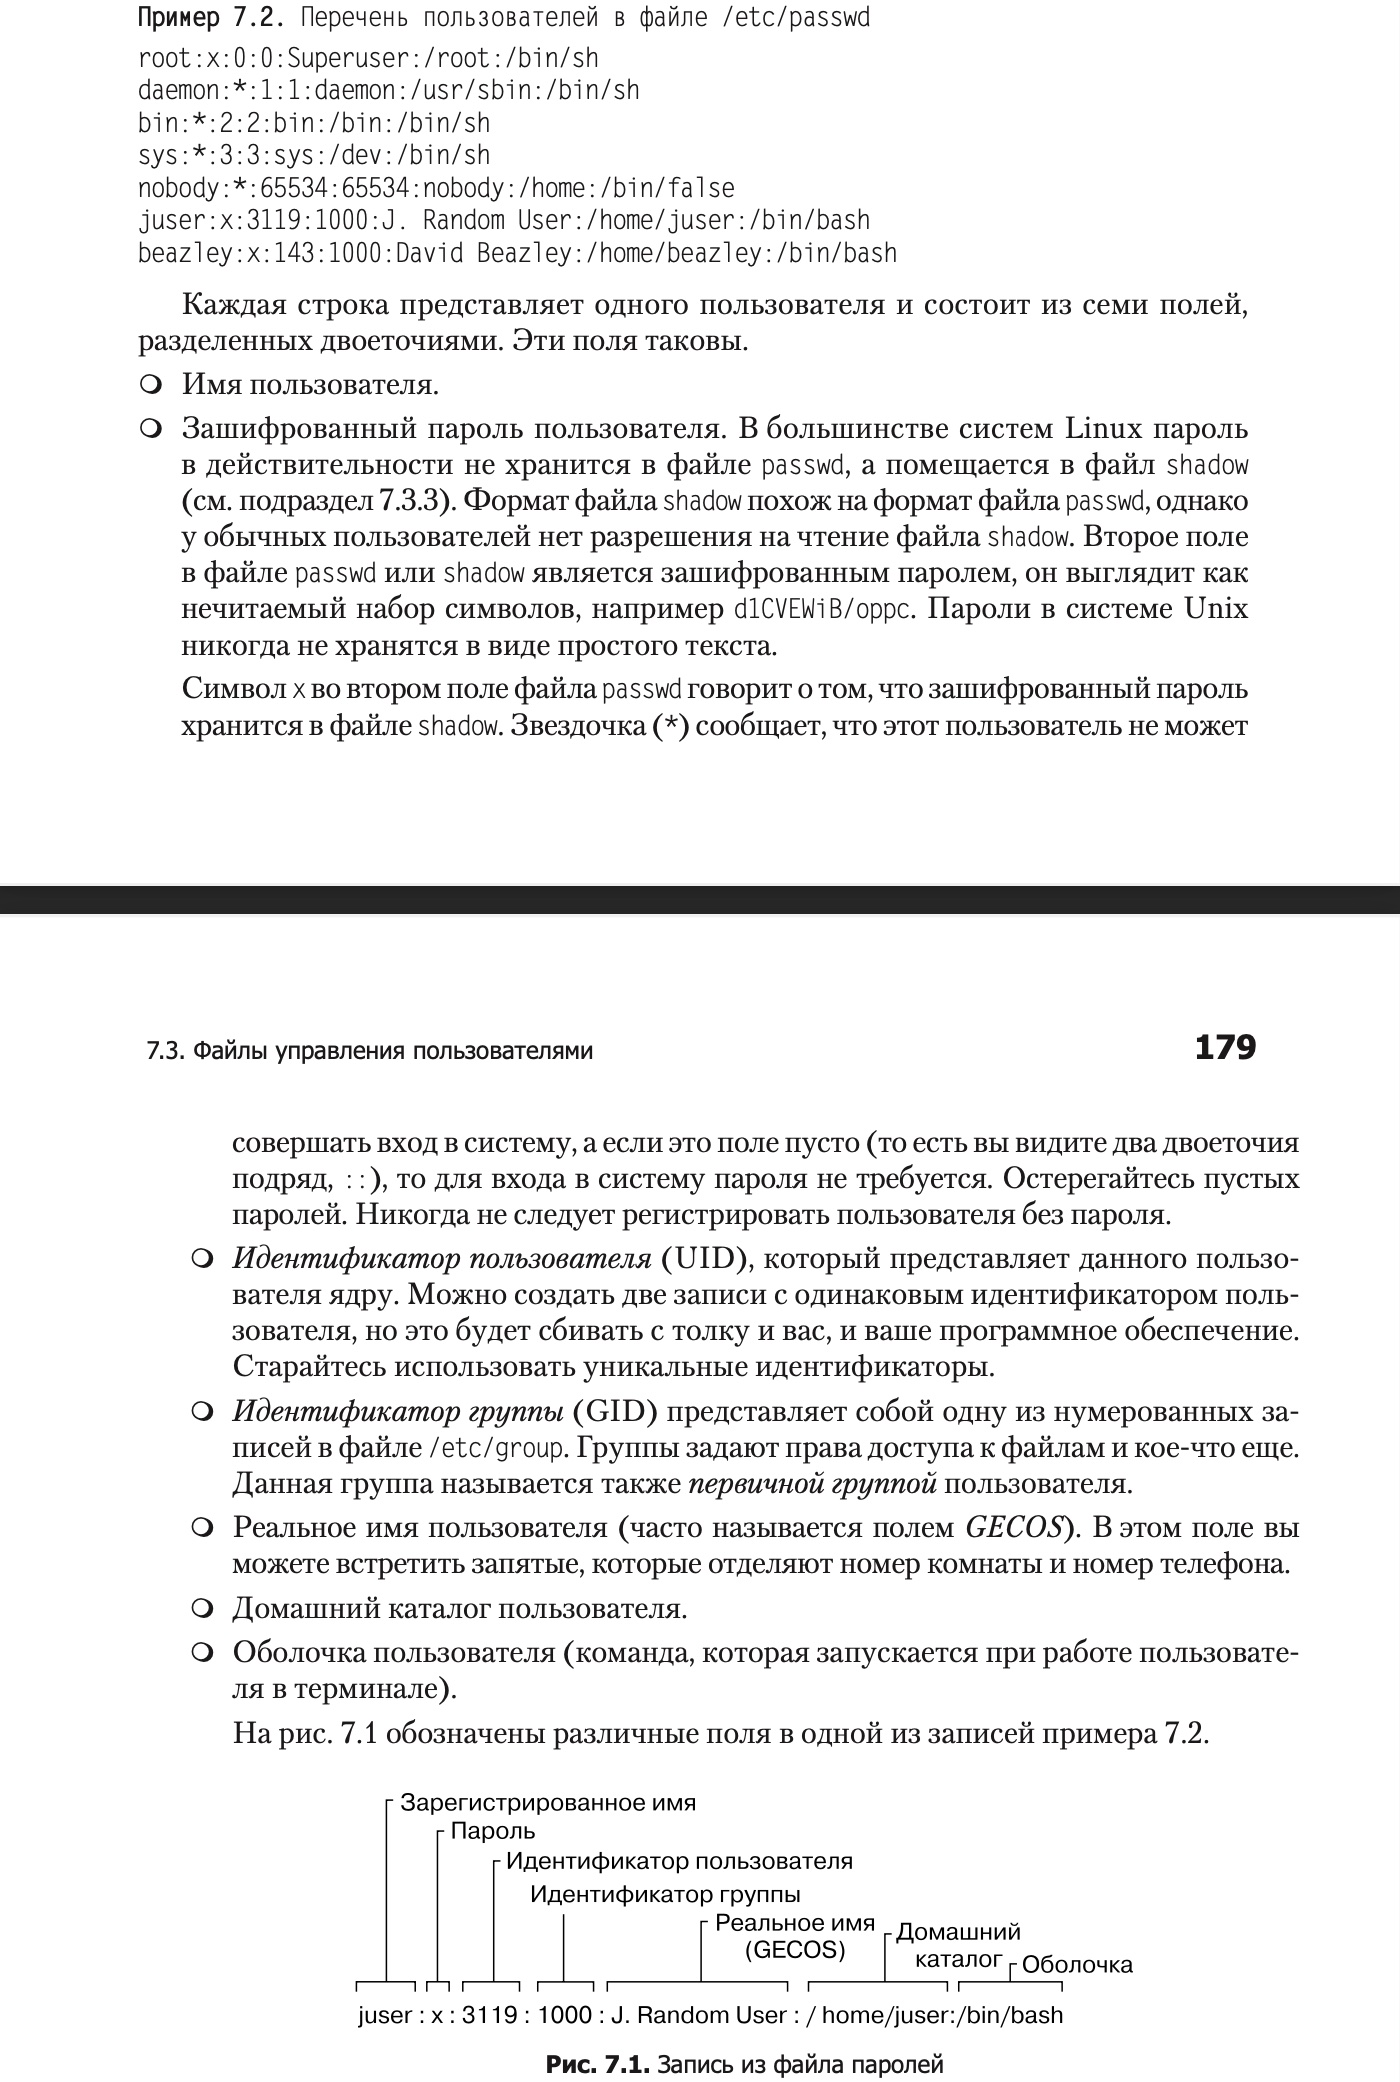 Пример 7.2. Перечень пользователей в файле /etc/passwd
root:x:0:0:Superuser:/root:/bin/sh
daemon:*:1:1:daemon:/usr/sbin:/bin/sh
bin:*:2:2:bin:/bin:/bin/sh
sys:*:3:3:sys:/dev:/bin/sh
nobody:*:65534:65534:nobody:/home:/bin/false
juser:x:3119:1000:J. Random User:/home/juser:/bin/bash
beazley:x:143:1000:David Beazley:/home/beazley:/bin/bash
Каждая строка представляет одного пользователя и состоит из семи полей,
разделенных двоеточиями. Эти поля таковы.
❍ Имя пользователя.
❍ Зашифрованный пароль пользователя. В большинстве систем Linux пароль
в действительности не хранится в файле passwd, а помещается в файл shadow
(см. подраздел 7.3.3). Формат файла shadow похож на формат файла passwd, однако
у обычных пользователей нет разрешения на чтение файла shadow. Второе поле
в файле passwd или shadow является зашифрованным паролем, он выглядит как
нечитаемый набор символов, например d1CVEWiB/oppc. Пароли в системе Unix
никогда не хранятся в виде простого текста.
Символ x во втором поле файла passwd говорит о том, что зашифрованный пароль
хранится в файле shadow. Звездочка (*) сообщает, что этот пользователь не может
7.3. Файлы управления пользователями 179
совершать вход в систему, а если это поле пусто (то есть вы видите два двоеточия
подряд, ::), то для входа в систему пароля не требуется. Остерегайтесь пустых
паролей. Никогда не следует регистрировать пользователя без пароля.
❍ Идентификатор пользователя (UID), который представляет данного пользо-
вателя ядру. Можно создать две записи с одинаковым идентификатором поль-
зователя, но это будет сбивать с толку и вас, и ваше программное обеспечение.
Старайтесь использовать уникальные идентификаторы.
❍ Идентификатор группы (GID) представляет собой одну из нумерованных за-
писей в файле /etc/group. Группы задают права доступа к файлам и кое-что еще.
Данная группа называется также первичной группой пользователя.
❍ Реальное имя пользователя (часто называется полем GECOS). В этом поле вы
можете встретить запятые, которые отделяют номер комнаты и номер телефона.
❍ Домашний каталог пользователя.
❍ Оболочка пользователя (команда, которая запускается при работе пользовате-
ля в терминале).
На рис. 7.1 обозначены различные поля в одной из записей примера 7.2.
Зарегистрированное имя
Пароль
Идентификатор пользователя
Идентификатор группы
Реальное имя
(GECOS)
Домашний
каталог
Оболочка
juser : x : 3119 : 1000 : J. Random User : / home/juser:/bin/bash
Рис. 7.1. Запись из файла паролей